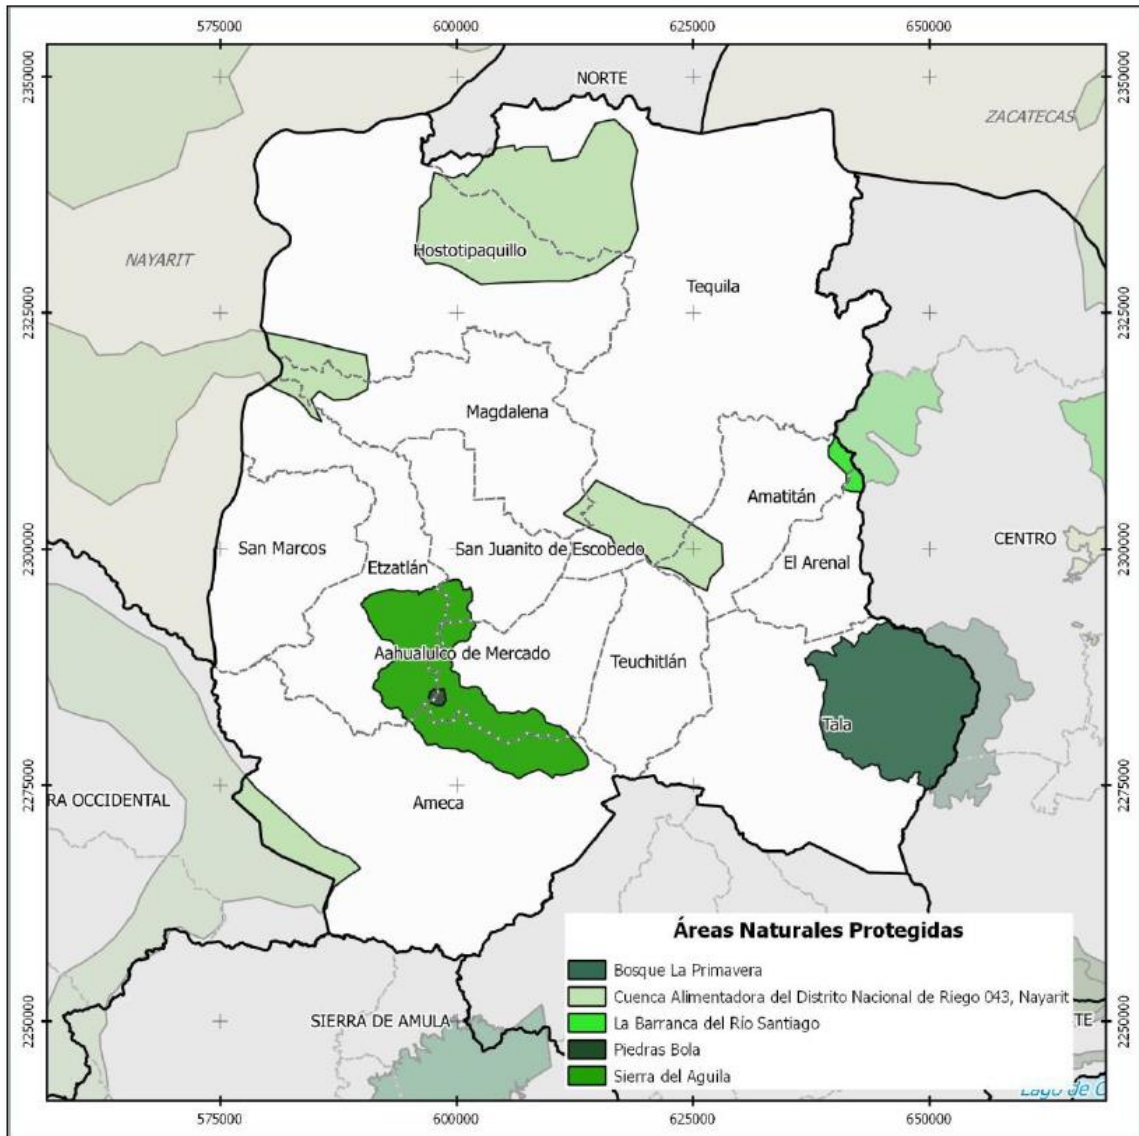 575000 600000 625000 650000
2350000 2350000
NORTE
ZACATECAS
NAYARIT
Hostotipaquillo
Tequila
2325000 2325000
Magdalena
Amatitán
San Marcos
San Juanito de Escobedo
CENTRO
2300000 2300000
Etzatlán
El Arenal
Aahualulco de Mercado
Teuchitlán
Tala
2275000 2275000
RA OCCIDENTAL
Ameca
Áreas Naturales Protegidas
Bosque La Primavera
Cuenca Alimentadora del Distrito Nacional de Riego 043, Nayarit
La Barranca del Río Santiago
Piedras Bola
Sierra del Aguila
SIERRA DE AMULA
TE
2250000 2250000
Lago de C
575000 600000 625000 650000